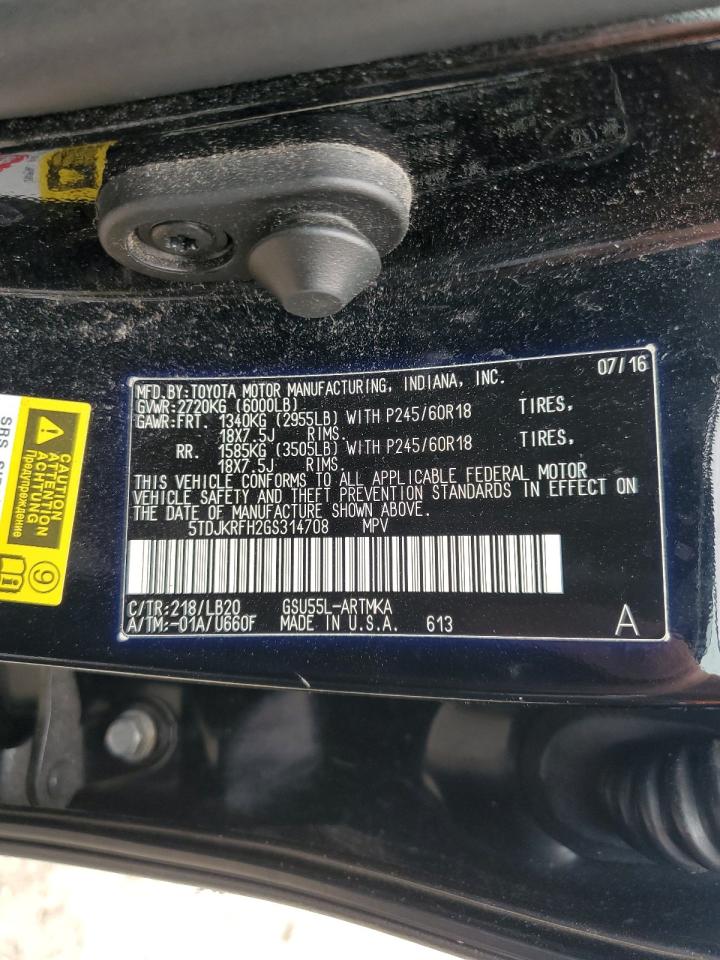 07/16
MFD.BY:TOYOTA MOTOR MANUFACTURING, INDIANA, INC.
GVWR:2720KG (6000LB)
GAWR:FRT. 1340KG (2955LB) WITH P245/60R18 TIRES,
18X7.5J RIMS.
RR. 1585KG (3505LB) WITH P245/60R18 TIRES,
18X7.5J RIMS.
THIS VEHICLE CONFORMS TO ALL APPLICABLE FEDERAL MOTOR
VEHICLE SAFETY AND THEFT PREVENTION STANDARDS IN EFFECT ON
THE DATE OF MANUFACTURE SHOWN ABOVE.
5TDJKRFH2GS314708 MPV
C/TR:218/LB20 GSU55L-ARTMKA
A/TM:-01A/U660F MADE IN U.S.A. 613 A
CAUTION
ATTENTION
ACHTUNG
Предупреждение
9
SRS